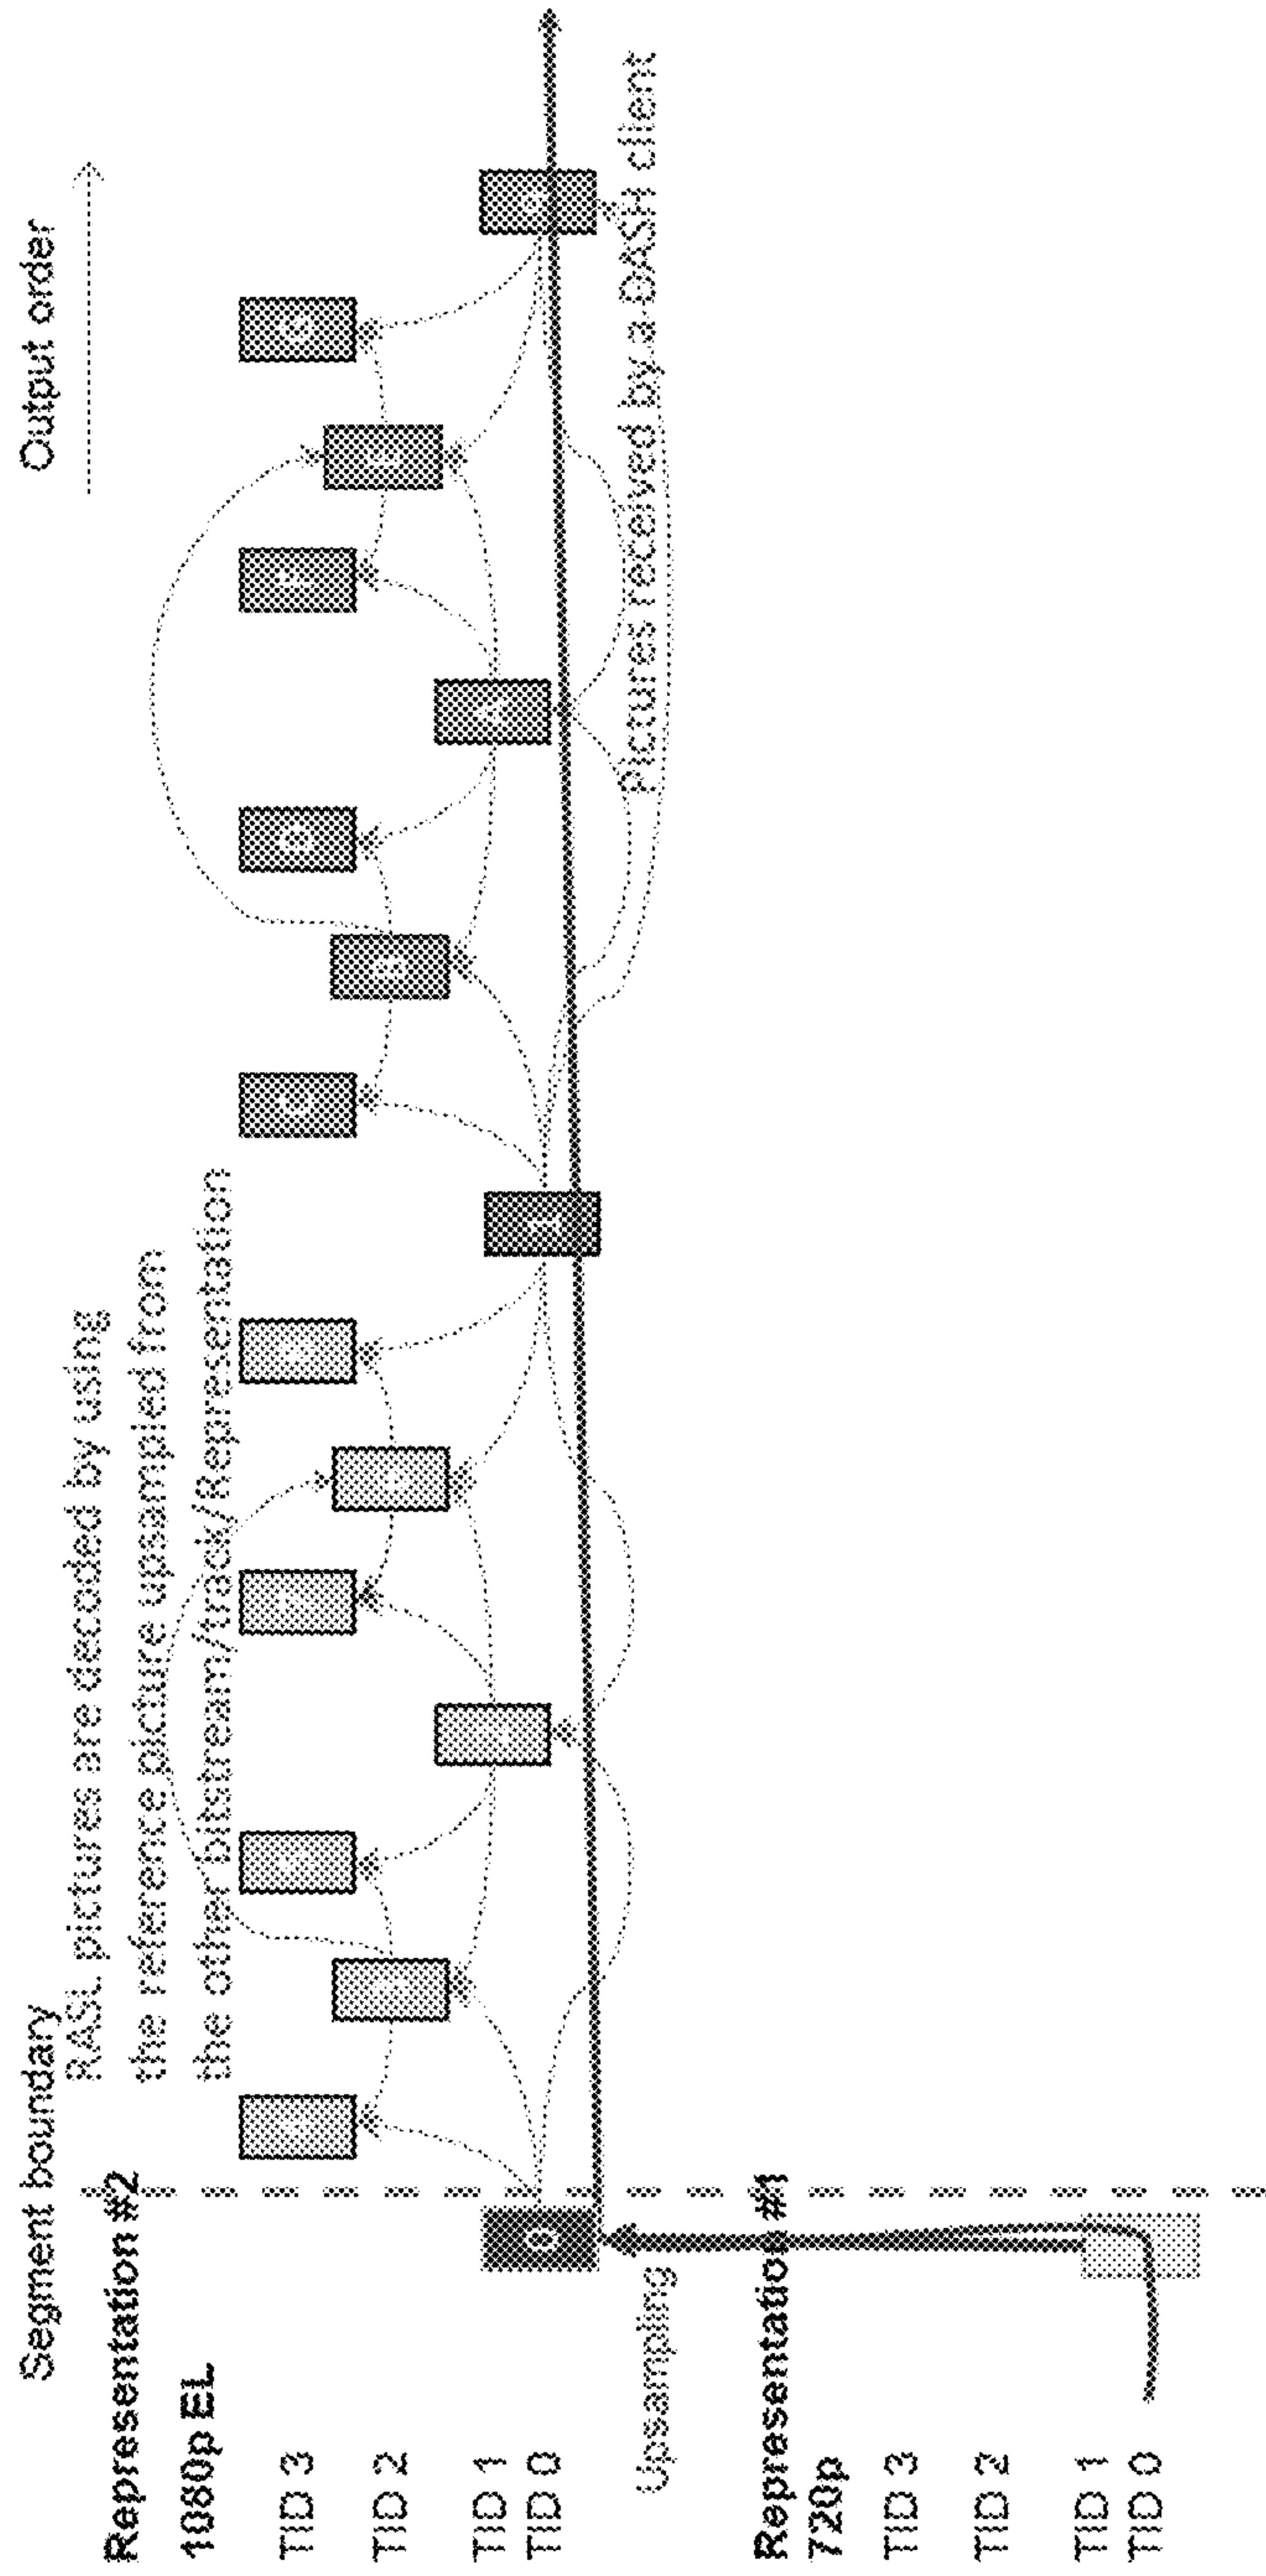 Segment boundary
Output order
RASL pictures are decoded by using
the reference picture upsampled from
the other bitstream/track/Representation
Representation #2
1080p EL
TID 3
TID 2
TID 1
TID 0
Upsampling
Pictures received by a DASH client
Representation #1
720p
TID 3
TID 2
TID 1
TID 0